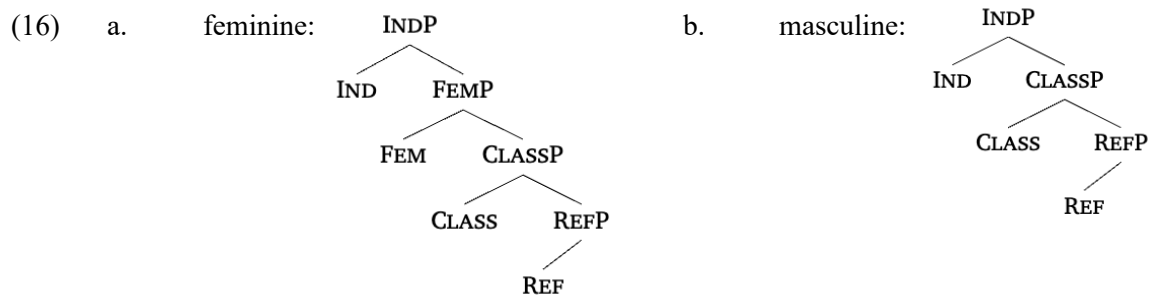 (16) a. feminine: INDP b. masculine: INDP
IND FEMP IND CLASSP
FEM CLASSP CLASS REFP
CLASS REFP REF
REF